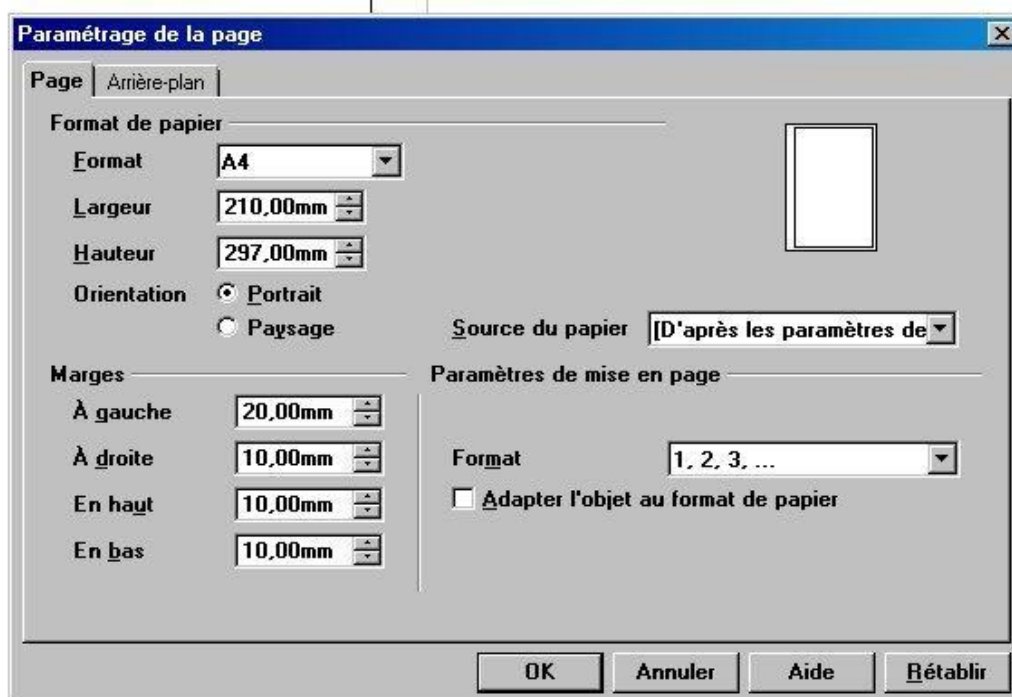 Paramétrage de la page
Page
Arrière-plan
Format de papier
Format A4
Largeur 210,00mm
Hauteur 297,00mm
Orientation Portrait
Paysage
Source du papier [D'après les paramètres de
Marges
Paramètres de mise en page
À gauche 20,00mm
À droite 10,00mm
En haut 10,00mm
En bas 10,00mm
Format 1, 2, 3, ...
Adapter l'objet au format de papier
OK Annuler Aide Rétablir